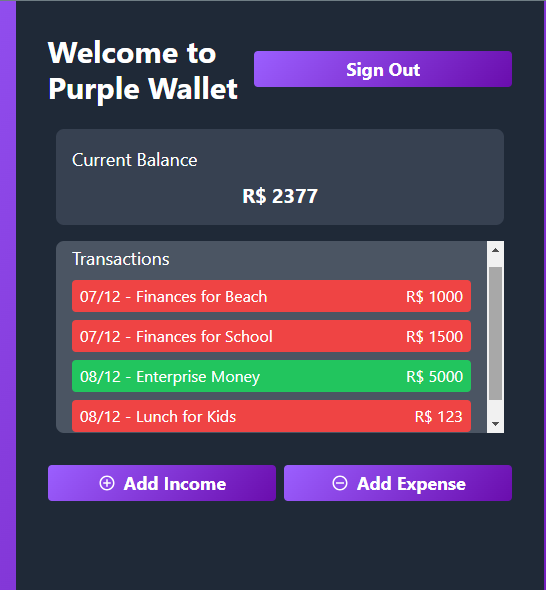 Welcome to
Purple Wallet
Sign Out
Current Balance
R$ 2377
Transactions
07/12 - Finances for Beach R$ 1000
07/12 - Finances for School R$ 1500
08/12 - Enterprise Money R$ 5000
08/12 - Lunch for Kids R$ 123
Add Income
Add Expense